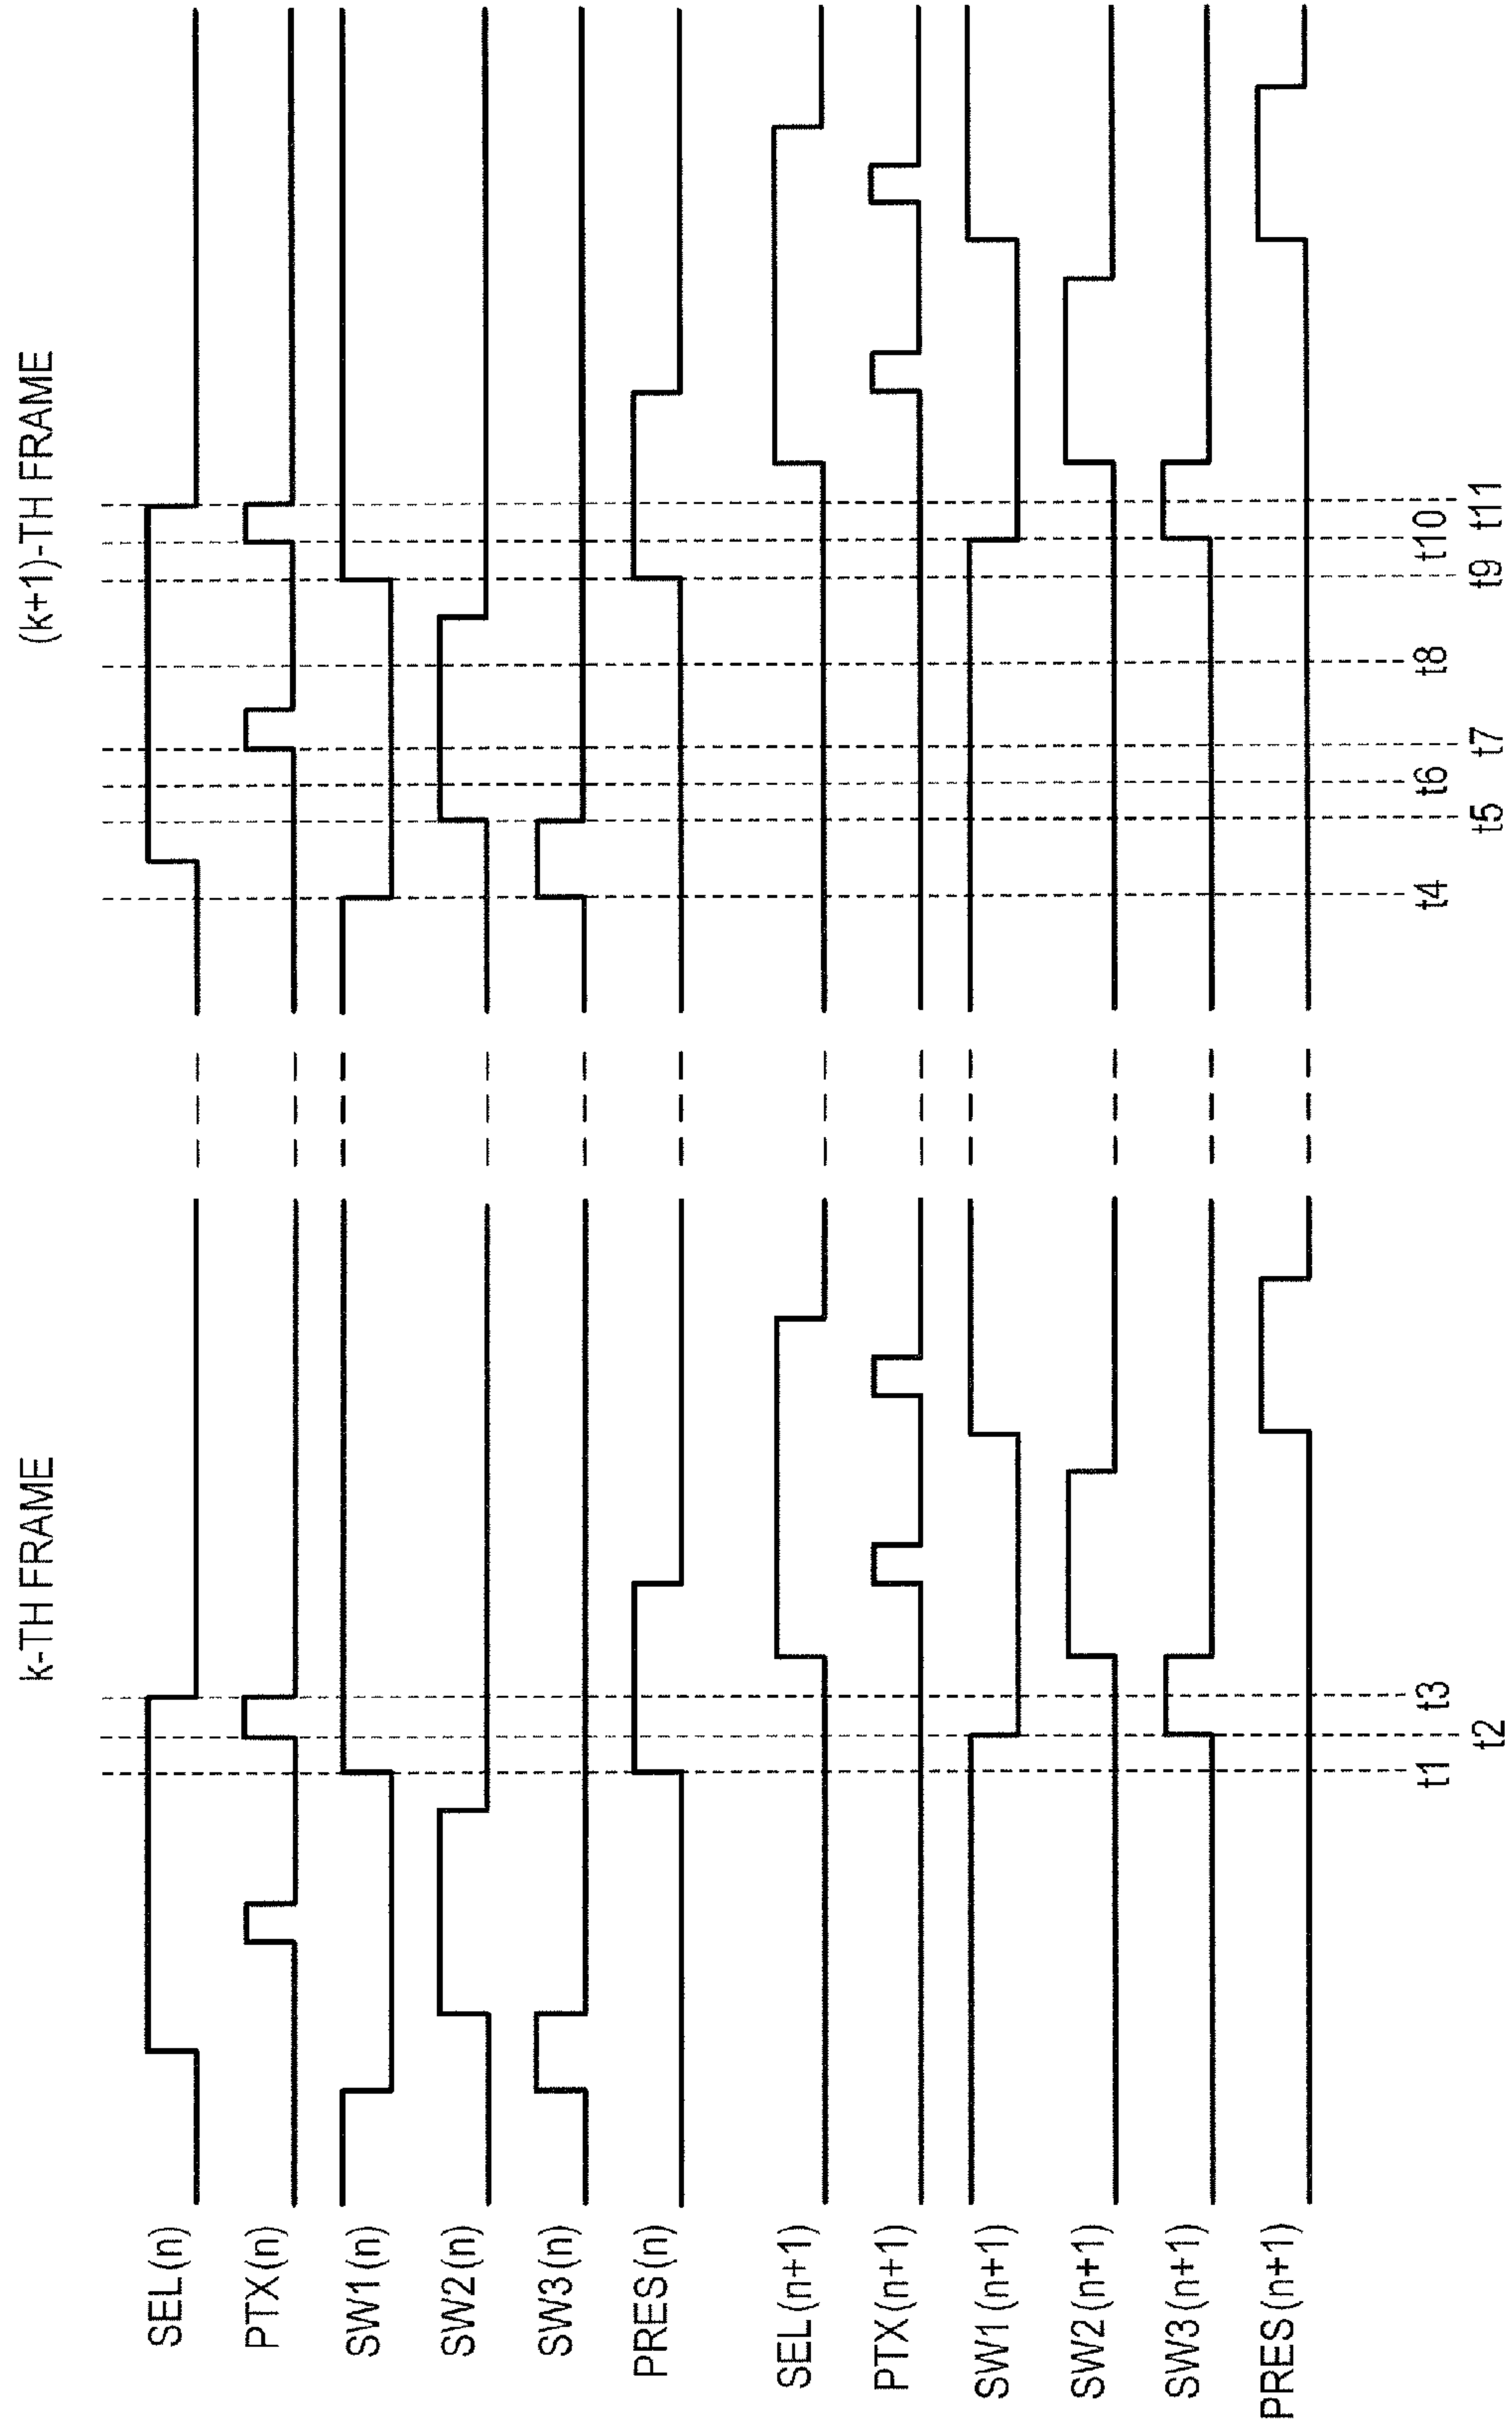 k-TH FRAME
(k+1)-TH FRAME
SEL(n)
PTX(n)
SW1(n)
SW2(n)
SW3(n)
PRES(n)
SEL(n+1)
PTX(n+1)
SW1(n+1)
SW2(n+1)
SW3(n+1)
PRES(n+1)
t1 t2 t3 t4 t5 t6 t7 t8 t9 t10 t11